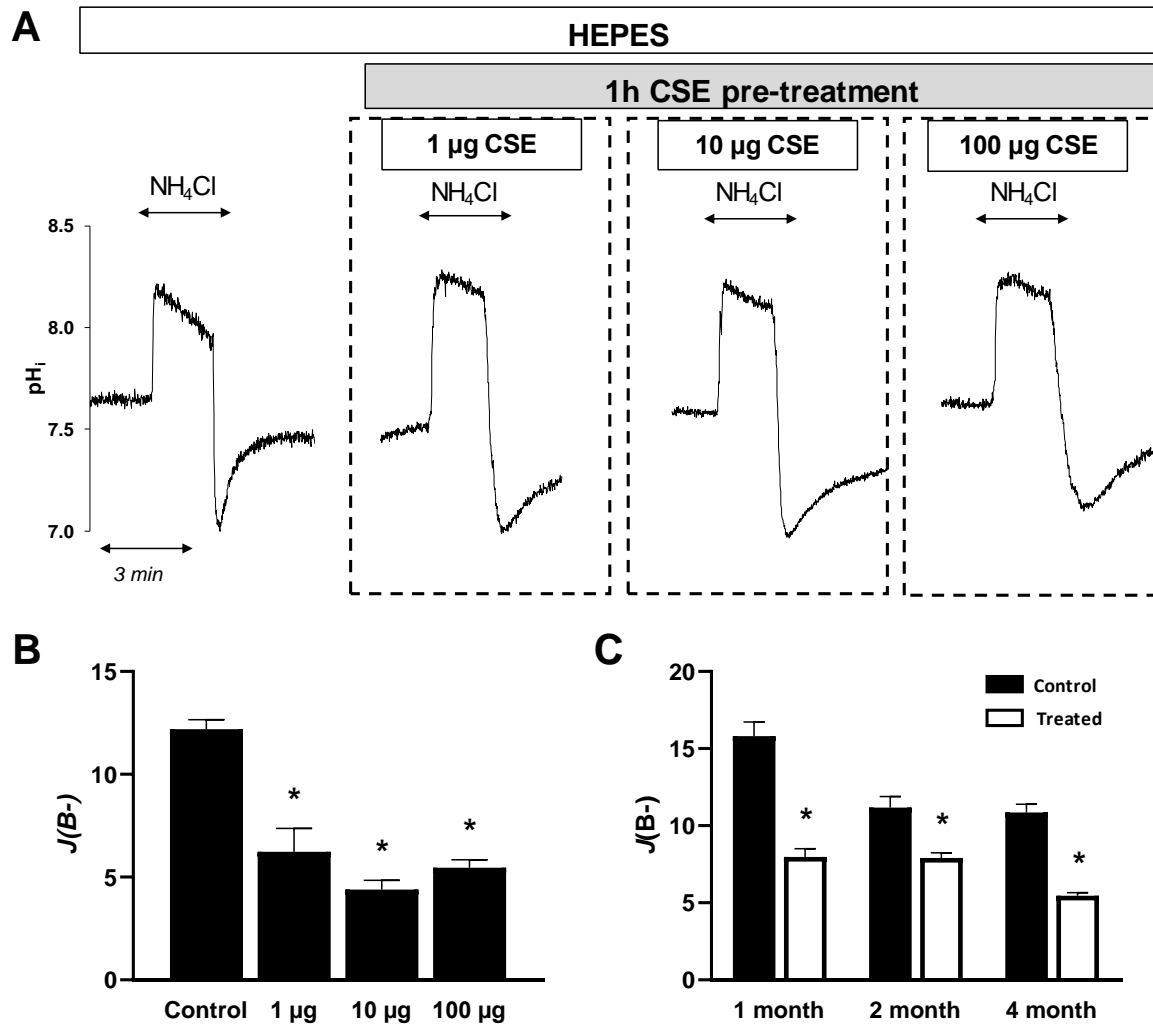 A
HEPES
1h CSE pre-treatment
1 µg CSE
10 µg CSE
100 µg CSE
NH₄Cl
NH₄Cl
NH₄Cl
NH₄Cl
8.5
8.0
7.5
7.0
pHᵢ
3 min
B
15
10
5
0
J(B-)
*
*
*
Control
1 µg
10 µg
100 µg
C
20
15
10
5
0
J(B-)
Control
Treated
*
*
*
1 month
2 month
4 month